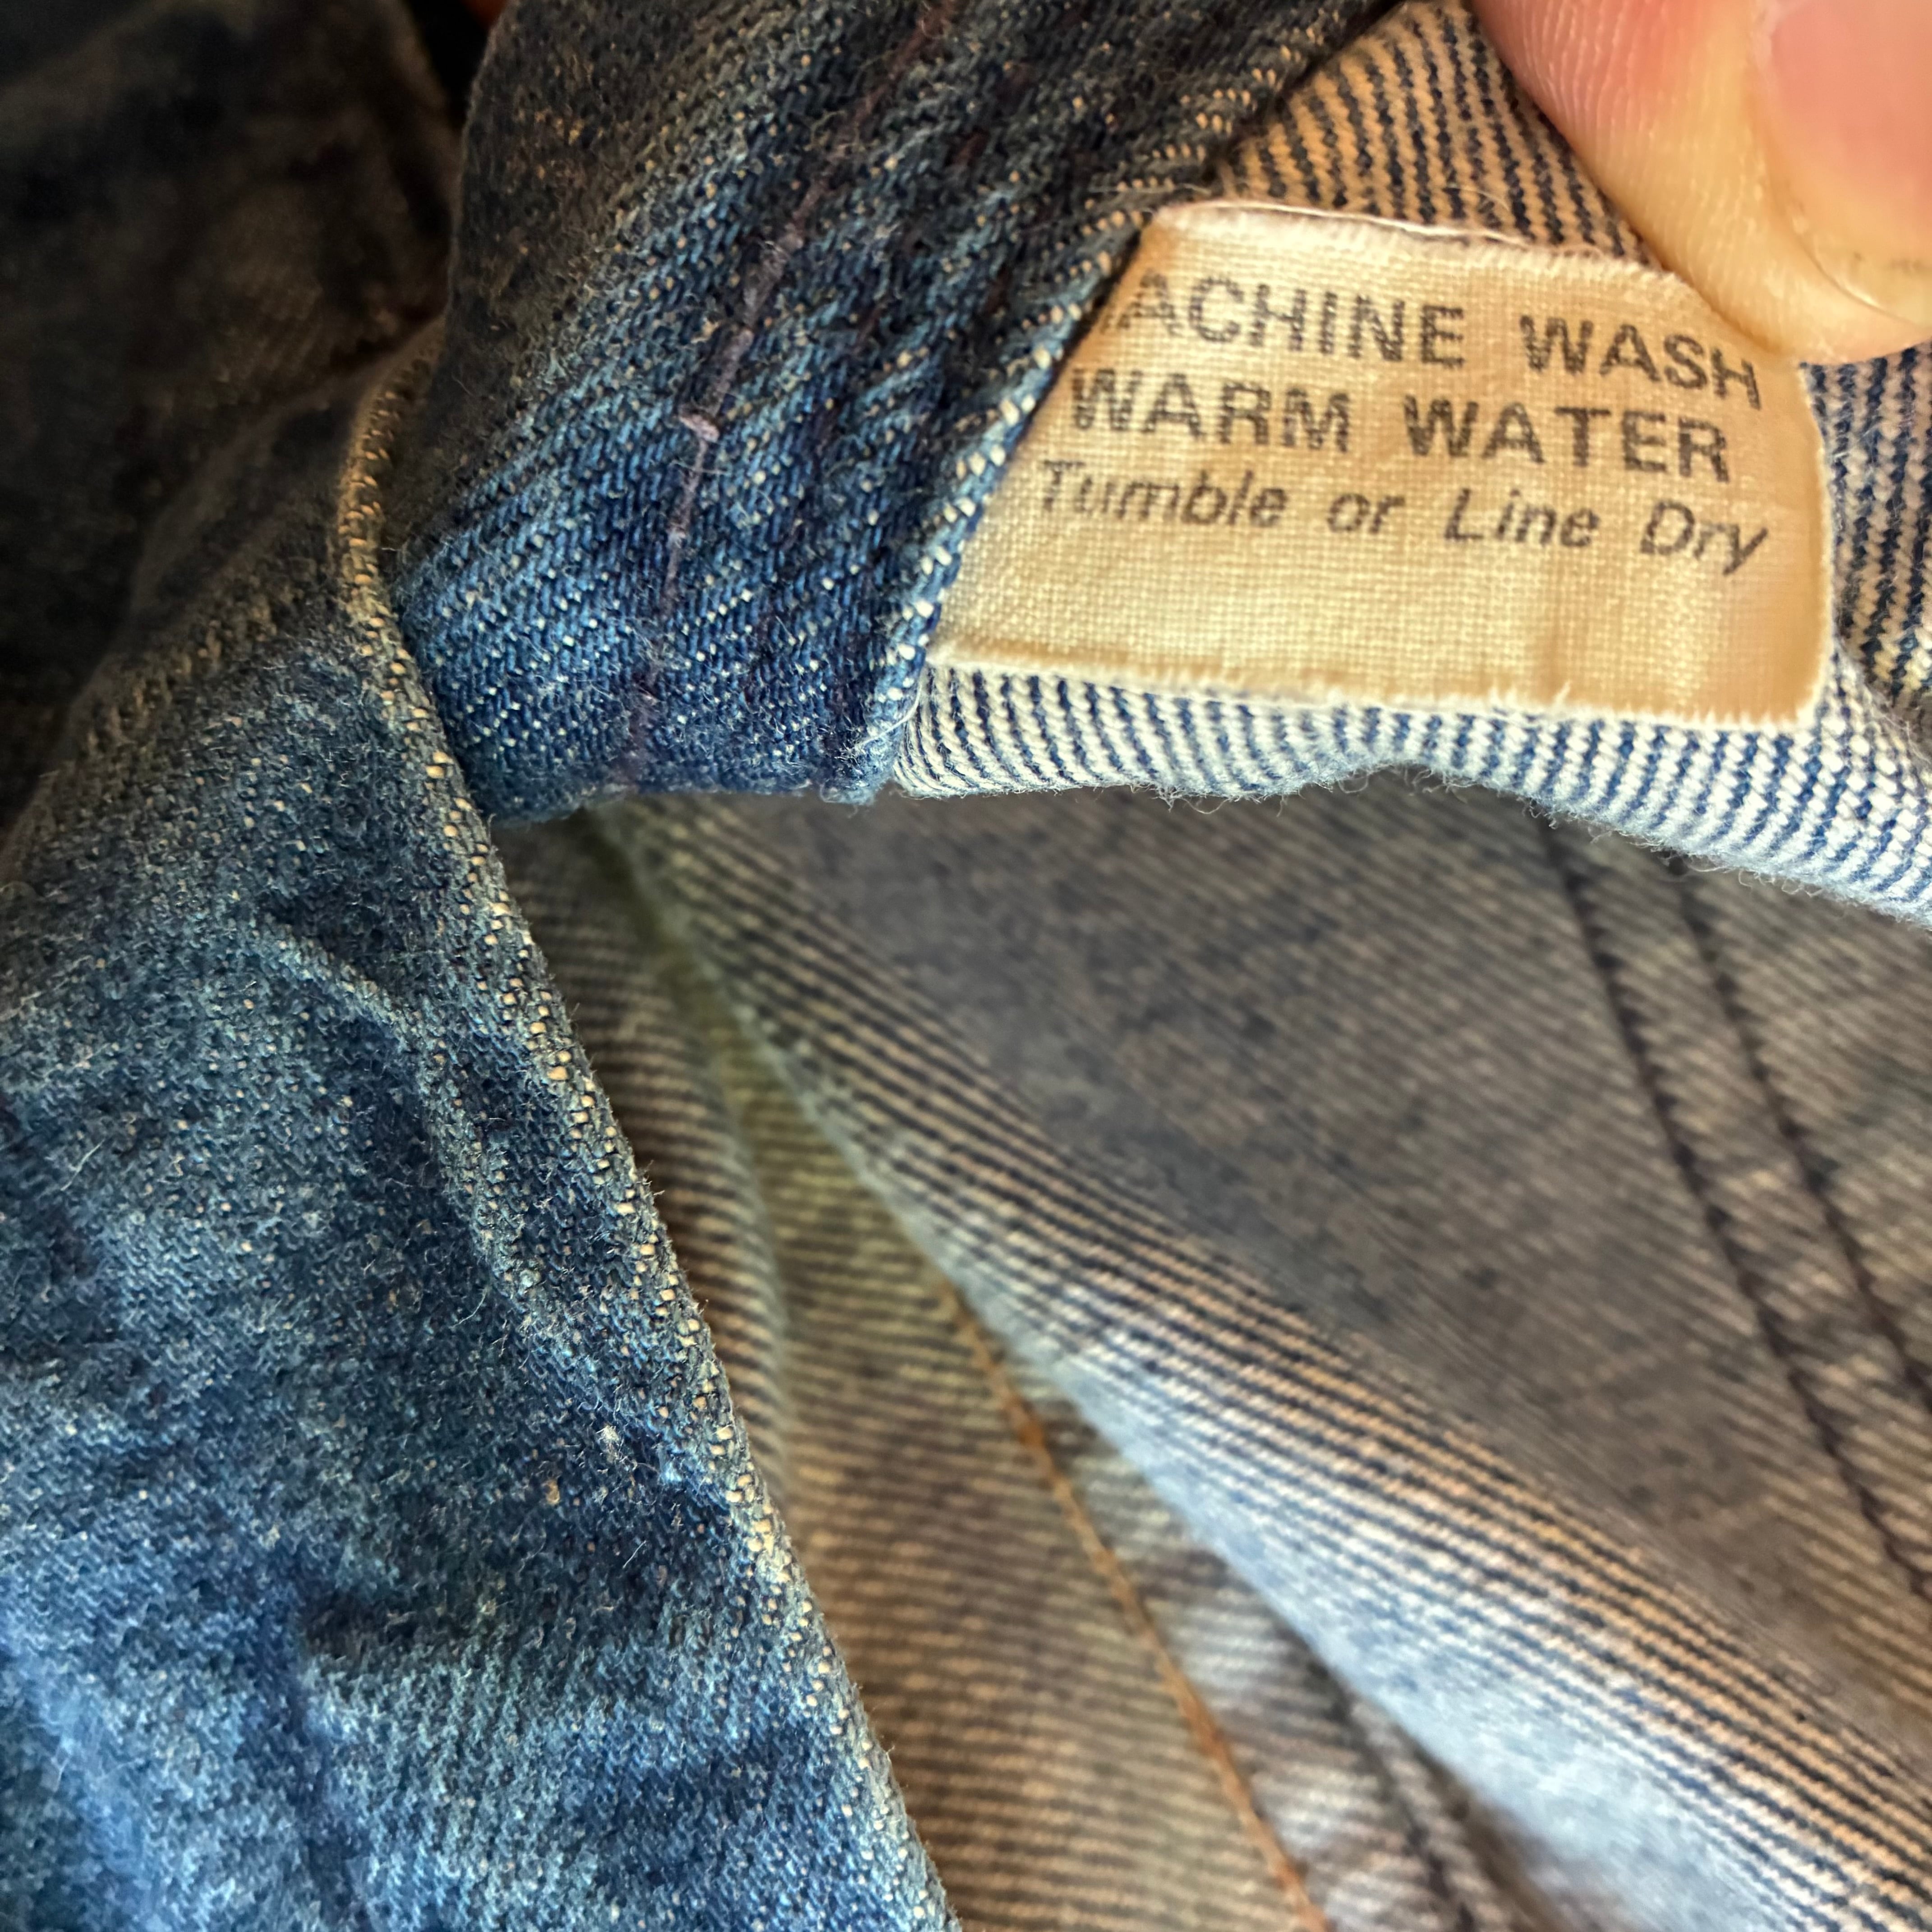 ACHINE WASH
WARM WATER
Tumble or Line Dry